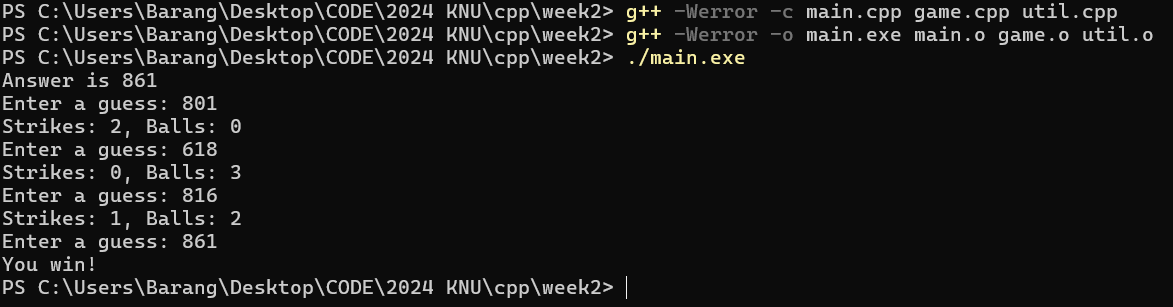 PS C:\Users\Barang\Desktop\CODE\2024 KNU\cpp\week2> g++ -Werror -c main.cpp game.cpp util.cpp
PS C:\Users\Barang\Desktop\CODE\2024 KNU\cpp\week2> g++ -Werror -o main.exe main.o game.o util.o
PS C:\Users\Barang\Desktop\CODE\2024 KNU\cpp\week2> ./main.exe
Answer is 861
Enter a guess: 801
Strikes: 2, Balls: 0
Enter a guess: 618
Strikes: 0, Balls: 3
Enter a guess: 816
Strikes: 1, Balls: 2
Enter a guess: 861
You win!
PS C:\Users\Barang\Desktop\CODE\2024 KNU\cpp\week2>